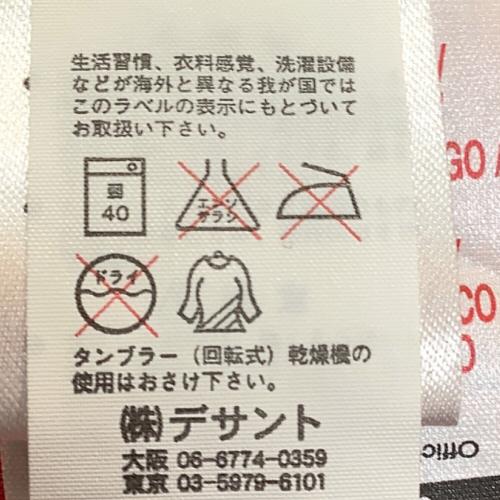 生活習慣、衣料感覚、洗濯設備
などが海外と異なる我が国では
このラベルの表示にもとづいて
お取扱い下さい。
40
エンソ
サラシ
ドライ
タンブラー（回転式）乾燥機の
使用はおさけ下さい。
㈱デサント
大阪 06-6774-0359
東京 03-5979-6101
GO
CO
Offic